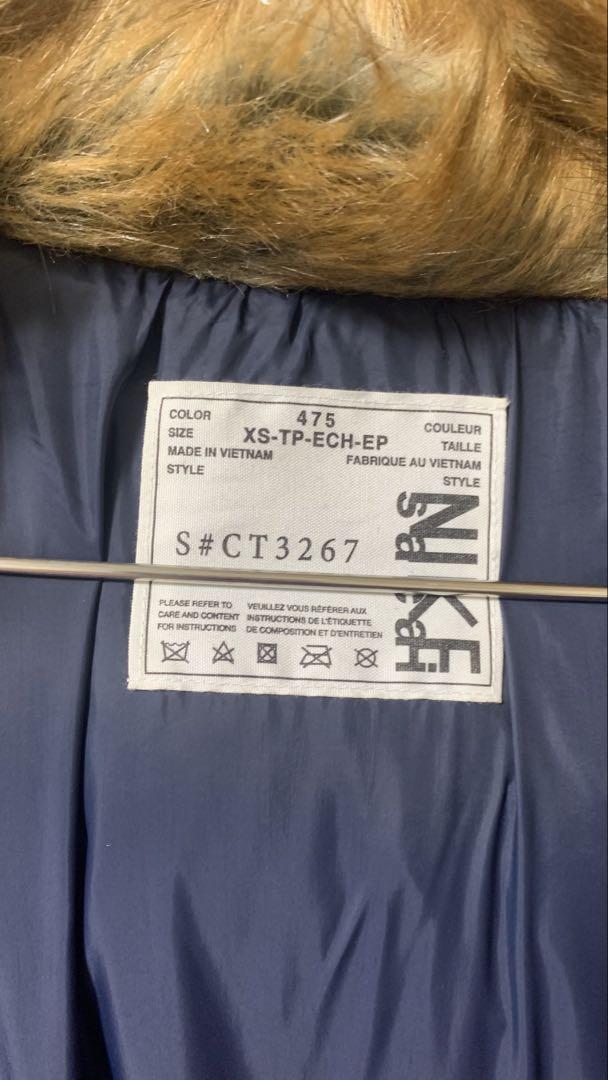 COLOR 475 COULEUR
SIZE XS-TP-ECH-EP TAILLE
MADE IN VIETNAM FABRIQUE AU VIETNAM
STYLE STYLE
S#CT3267
PLEASE REFER TO
CARE AND CONTENT
FOR INSTRUCTIONS
VEUILLEZ VOUS RÉFÉRER AUX
INSTRUCTIONS DE L'ÉTIQUETTE
DE COMPOSITION ET D'ENTRETIEN
NIKE
sacai